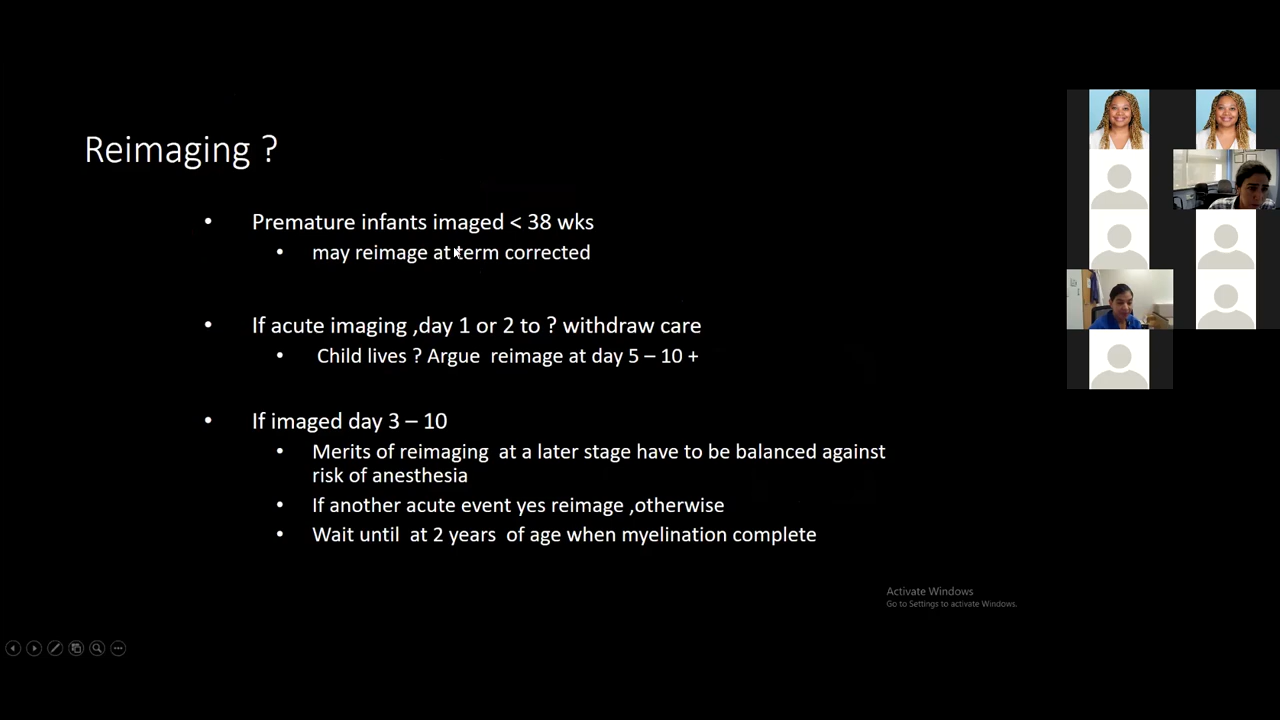 Reimaging ?
• Premature infants imaged < 38 wks
• may reimage at term corrected
• If acute imaging ,day 1 or 2 to ? withdraw care
• Child lives ? Argue  reimage at day 5 – 10 +
• If imaged day 3 – 10
• Merits of reimaging  at a later stage have to be balanced against
risk of anesthesia
• If another acute event yes reimage ,otherwise
• Wait until  at 2 years  of age when myelination complete
Activate Windows
Go to Settings to activate Windows.